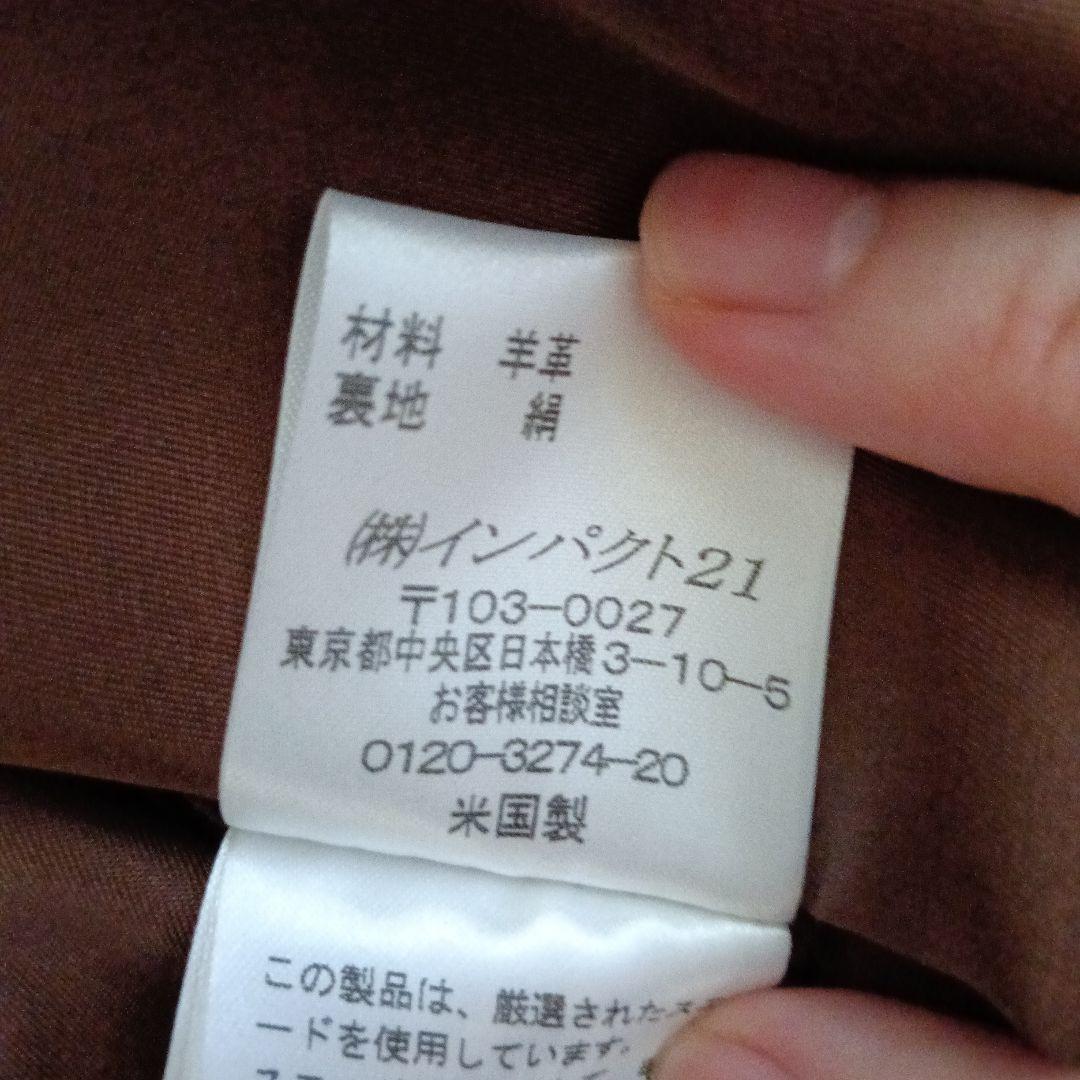 材料 羊革
裏地 絹
㈱インパクト21
〒103-0027
東京都中央区日本橋3-10-5
お客様相談室
0120-3274-20
米国製
この製品は、厳選された
ードを使用しています。